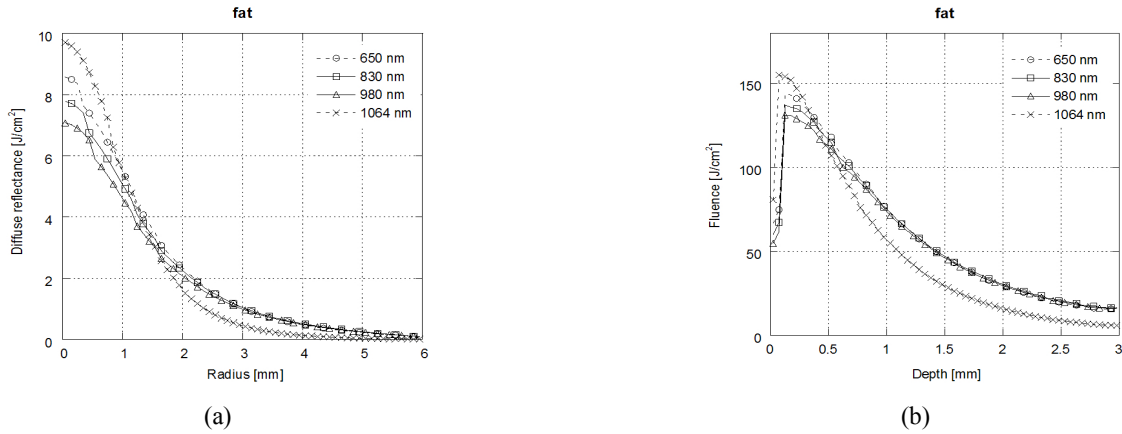 fat
10
8
6
4
2
0
Diffuse reflectance [J/cm²]
650 nm
830 nm
980 nm
1064 nm
0 1 2 3 4 5 6
Radius [mm]
(a)
fat
150
100
50
0
Fluence [J/cm²]
650 nm
830 nm
980 nm
1064 nm
0 0.5 1 1.5 2 2.5 3
Depth [mm]
(b)